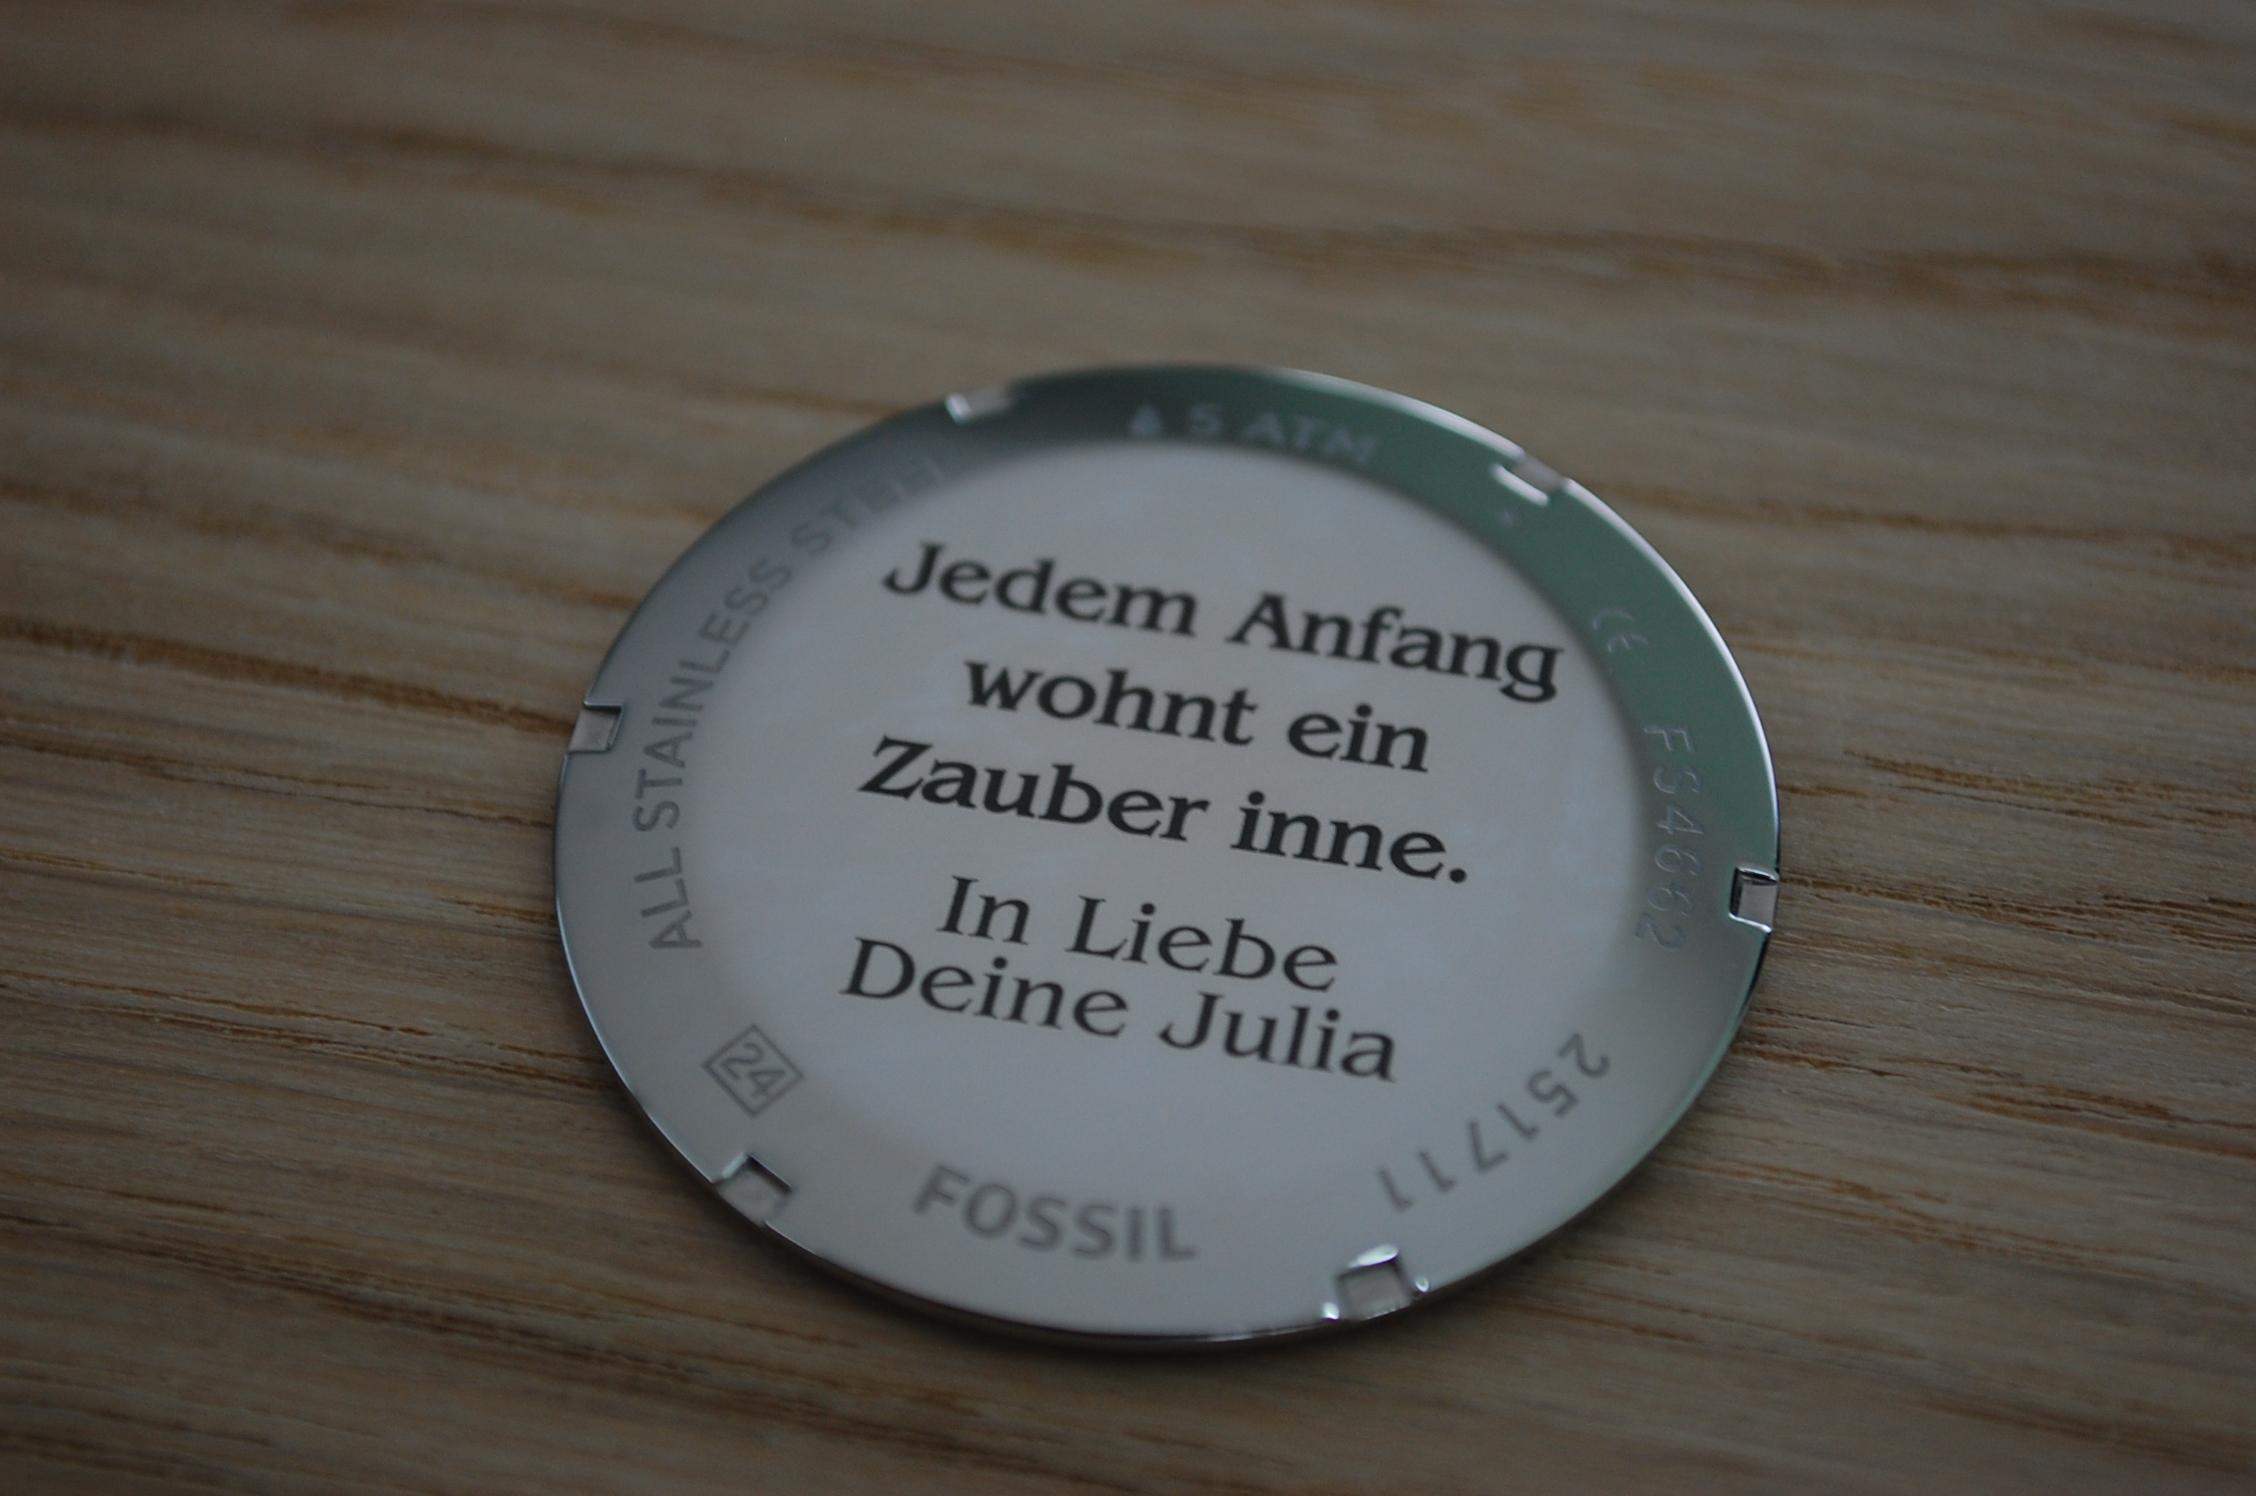 Jedem Anfang
wohnt ein
Zauber inne.
In Liebe
Deine Julia
5 ATM
CE
FS4662
251711
FOSSIL
24
ALL STAINLESS STEEL